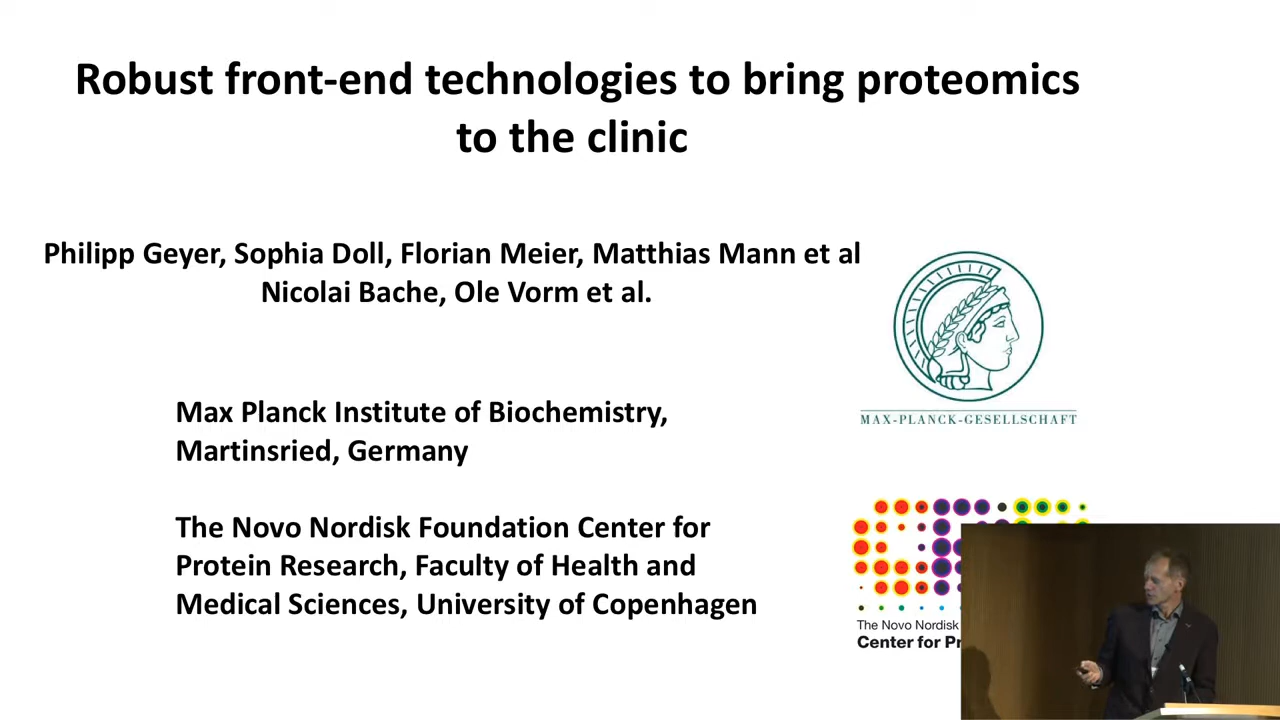 Robust front-end technologies to bring proteomics
to the clinic
Philipp Geyer, Sophia Doll, Florian Meier, Matthias Mann et al
Nicolai Bache, Ole Vorm et al.
MAX-PLANCK-GESELLSCHAFT
Max Planck Institute of Biochemistry,
Martinsried, Germany
The Novo Nordisk Foundation Center for
Protein Research, Faculty of Health and
Medical Sciences, University of Copenhagen
The Novo Nordisk
Center for Pr